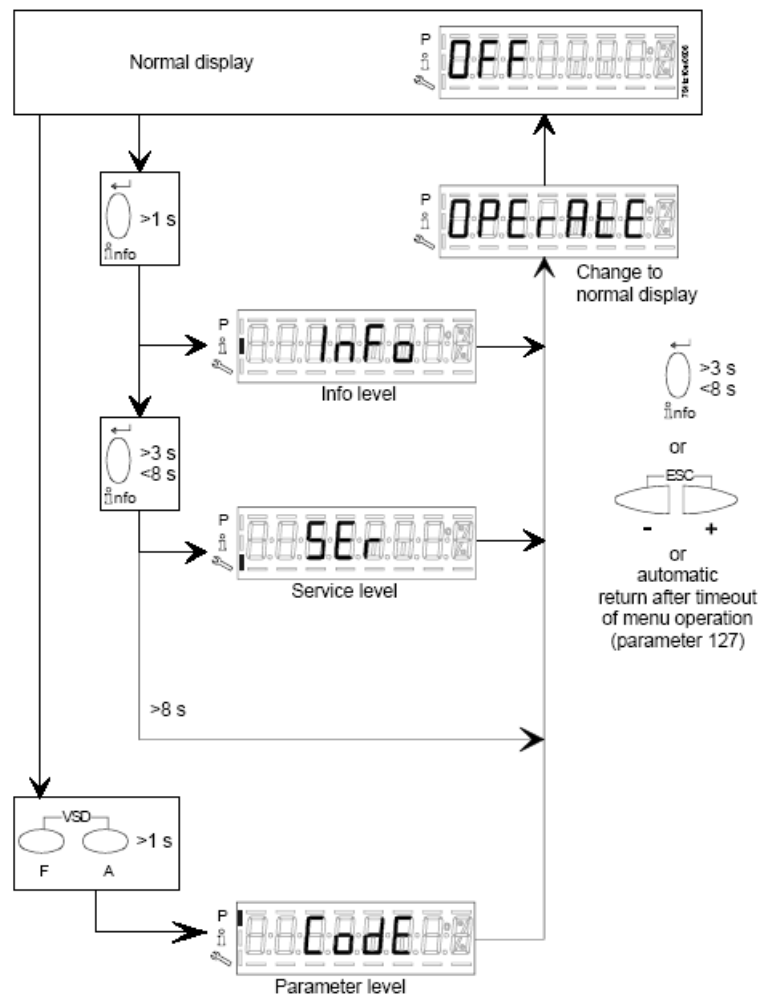 Normal display
P
i
OFF
>1 s
info
P
i
OPErAtE
Change to
normal display
P
i
InFo
Info level
>3 s
<8 s
info
>3 s
<8 s
info
or
ESC
- +
or
automatic
return after timeout
of menu operation
(parameter 127)
P
i
SEr
Service level
>8 s
VSD
>1 s
F A
P
i
CodE
Parameter level